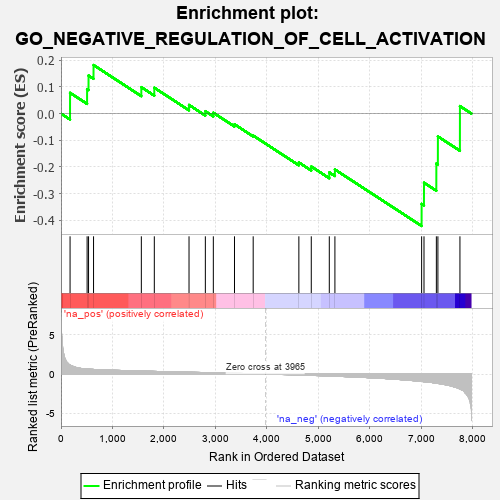 Enrichment plot:
GO_NEGATIVE_REGULATION_OF_CELL_ACTIVATION
Enrichment score (ES)
0.2
0.1
0.0
-0.1
-0.2
-0.3
-0.4
'na_pos' (positively correlated)
Ranked list metric (PreRanked)
5
0
-5
Zero cross at 3965
'na_neg' (negatively correlated)
0 1,000 2,000 3,000 4,000 5,000 6,000 7,000 8,000
Rank in Ordered Dataset
Enrichment profile Hits Ranking metric scores